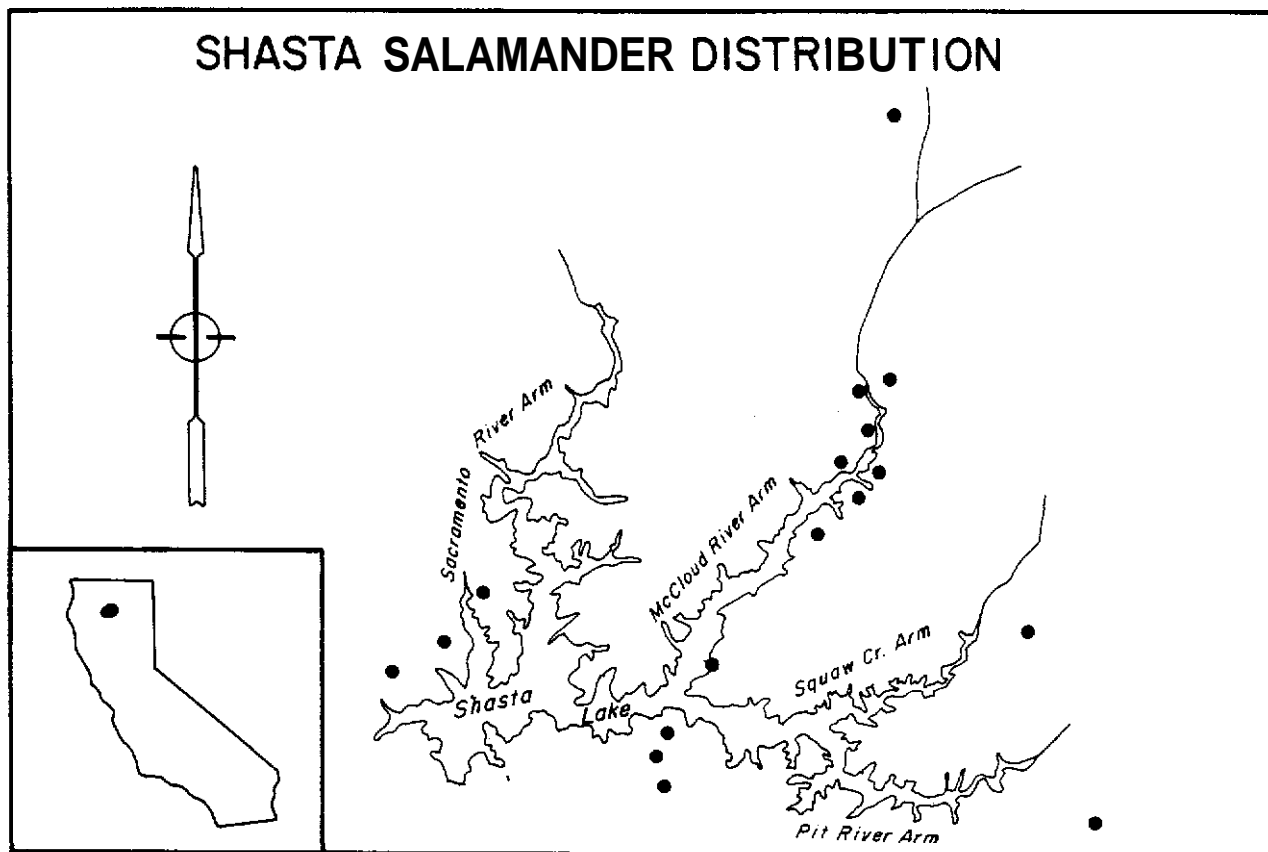 SHASTA SALAMANDER DISTRIBUTION
Sacramento River Arm
McCloud River Arm
Squaw Cr. Arm
Shasta Lake
Pit River Arm